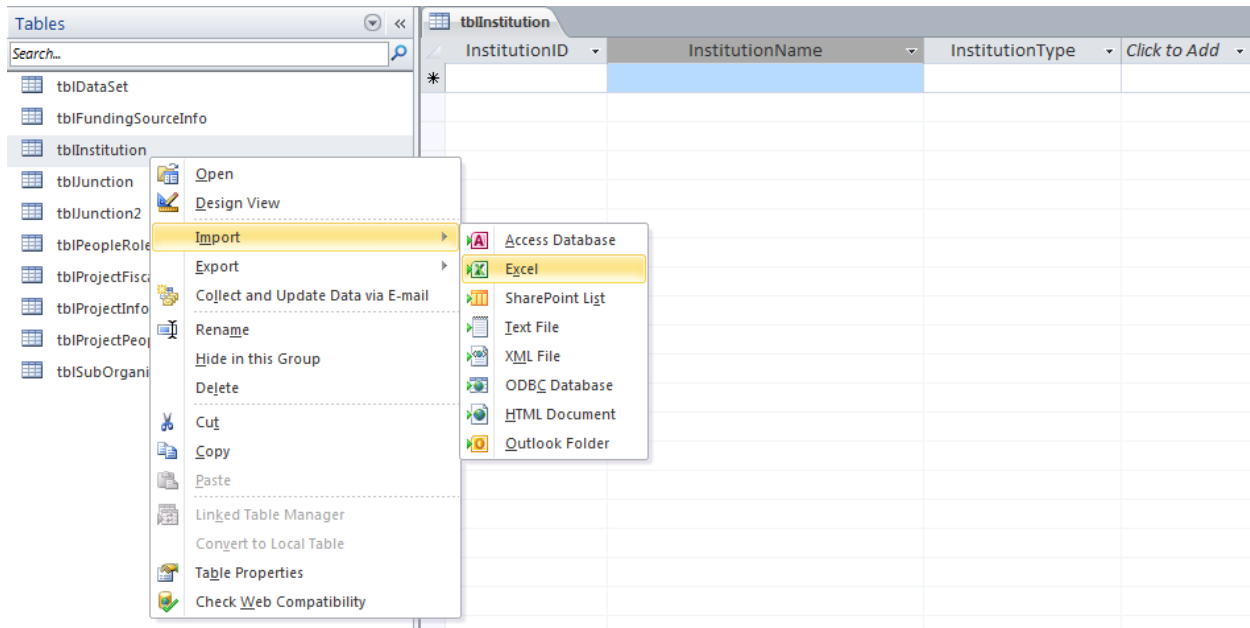 Tables
Search...
tblDataSet
tblFundingSourceInfo
tblInstitution
tblJunction
tblJunction2
tblPeopleRole
tblProjectFisc
tblProjectInfo
tblProjectPeo
tblSubOrgani
Open
Design View
Import
Export
Collect and Update Data via E-mail
Rename
Hide in this Group
Delete
Cut
Copy
Paste
Linked Table Manager
Convert to Local Table
Table Properties
Check Web Compatibility
Access Database
Excel
SharePoint List
Text File
XML File
ODBC Database
HTML Document
Outlook Folder
tblInstitution
InstitutionID InstitutionName InstitutionType Click to Add